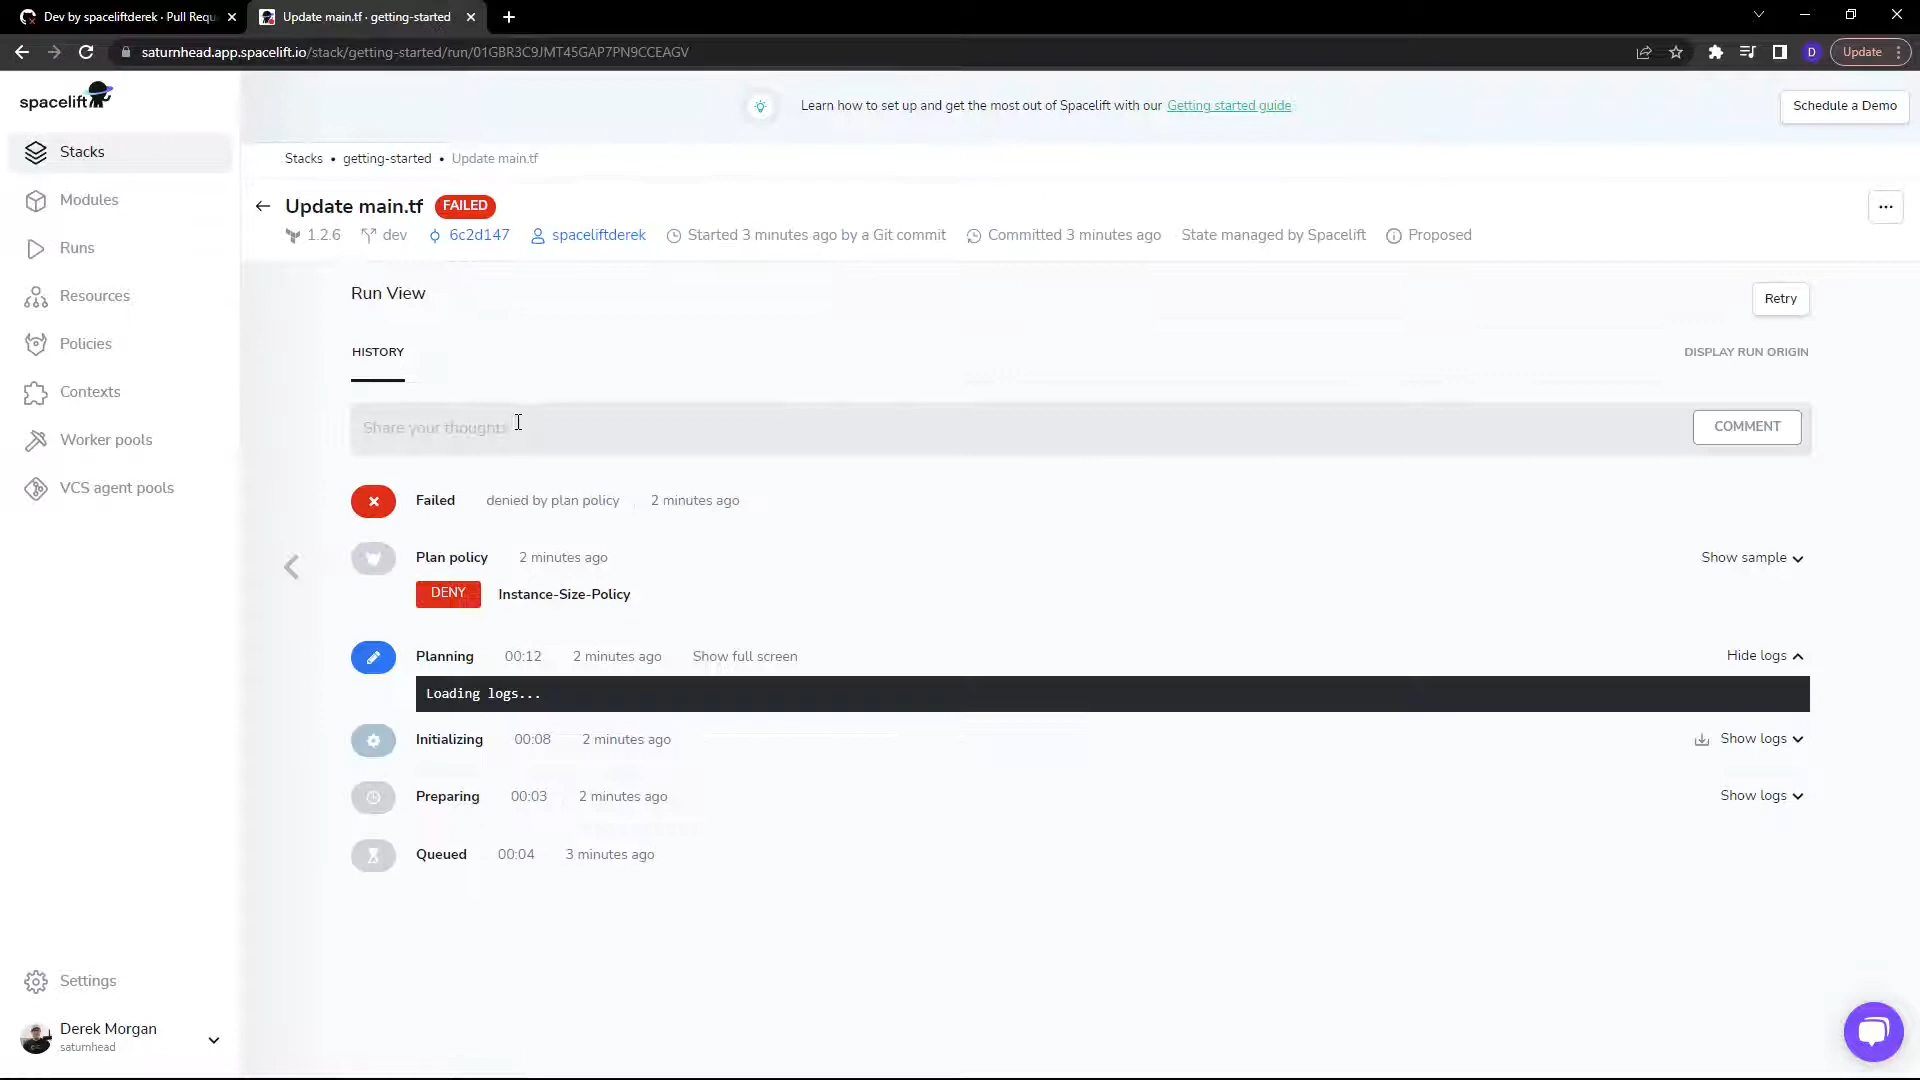 Dev by spaceliftderek · Pull Requ
Update main.tf · getting-started
saturnhead.app.spacelift.io/stack/getting-started/run/01GBR3C9JMT45GAP7PN9CCEAGV
D
Update
spacelift
Learn how to set up and get the most out of Spacelift with our Getting started guide
Schedule a Demo
Stacks
Modules
Runs
Resources
Policies
Contexts
Worker pools
VCS agent pools
Settings
Derek Morgan
saturnhead
Stacks • getting-started • Update main.tf
Update main.tf FAILED
1.2.6 dev 6c2d147 spaceliftderek Started 3 minutes ago by a Git commit Committed 3 minutes ago State managed by Spacelift Proposed
Run View
Retry
HISTORY
DISPLAY RUN ORIGIN
Share your thoughts
COMMENT
Failed denied by plan policy 2 minutes ago
Plan policy 2 minutes ago Show sample
DENY Instance-Size-Policy
Planning 00:12 2 minutes ago Show full screen Hide logs
Loading logs...
Initializing 00:08 2 minutes ago Show logs
Preparing 00:03 2 minutes ago Show logs
Queued 00:04 3 minutes ago